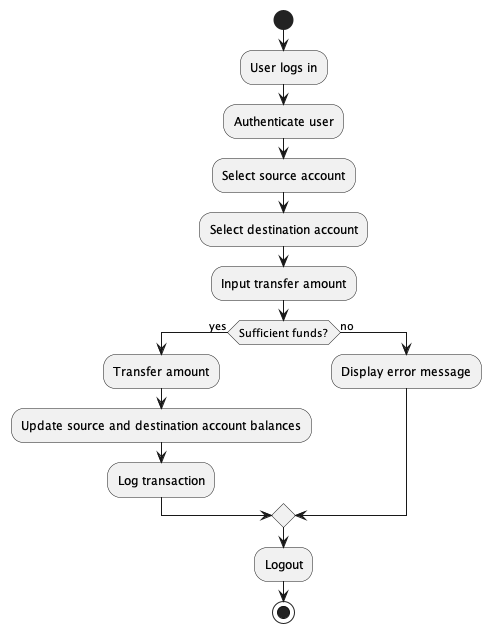 User logs in
Authenticate user
Select source account
Select destination account
Input transfer amount
Sufficient funds?
yes
no
Transfer amount
Display error message
Update source and destination account balances
Log transaction
Logout